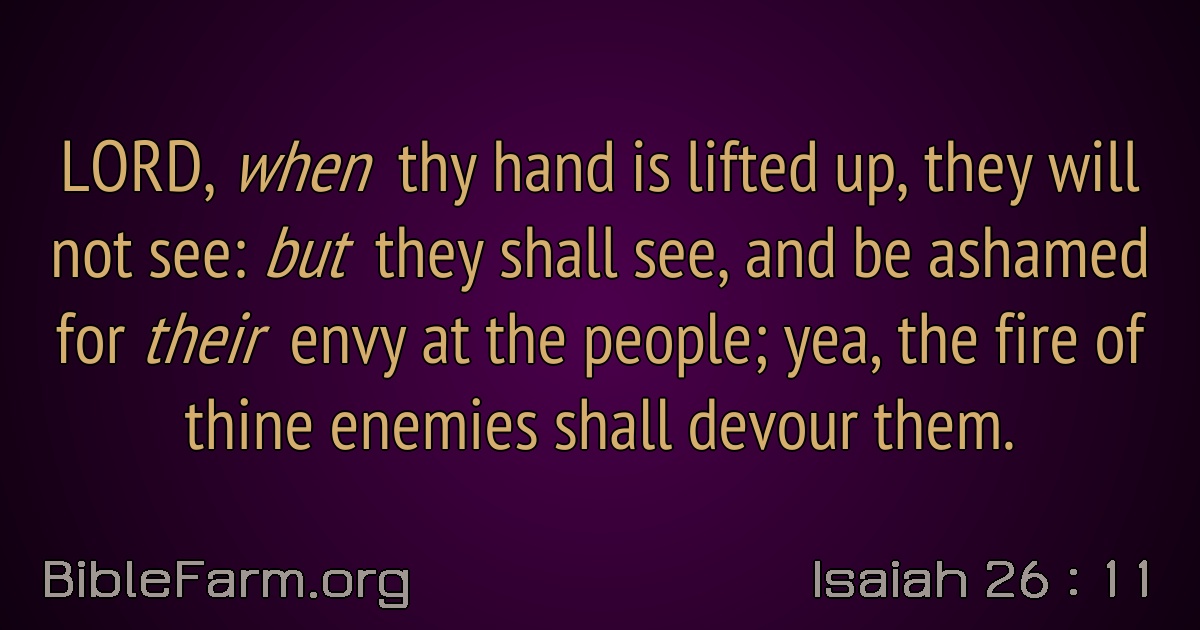 LORD, when thy hand is lifted up, they will
not see: but they shall see, and be ashamed
for their envy at the people; yea, the fire of
thine enemies shall devour them.
BibleFarm.org
Isaiah 26 : 11